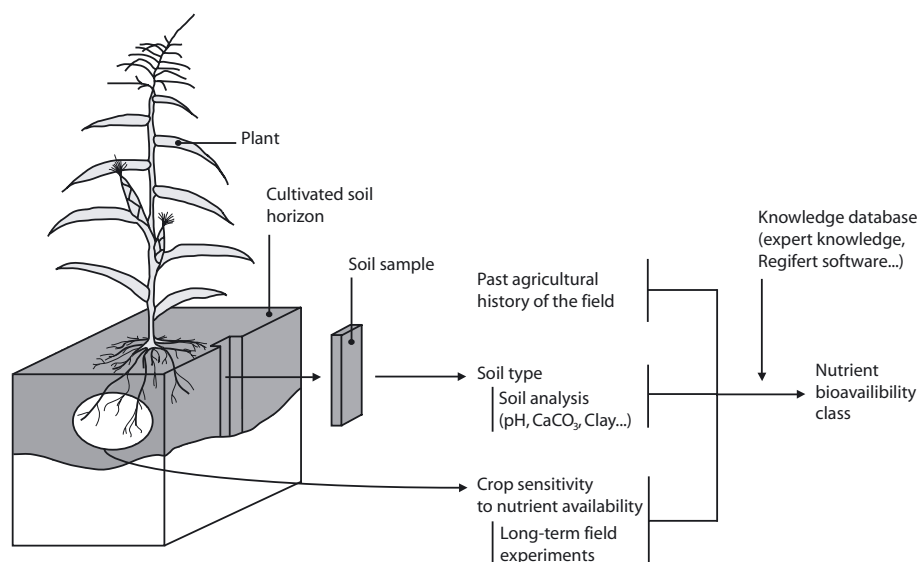 Plant
Cultivated soil
horizon
Soil sample
Past agricultural
history of the field
Soil type
Soil analysis
(pH, CaCO₃, Clay...)
Crop sensitivity
to nutrient availability
Long-term field
experiments
Knowledge database
(expert knowledge,
Regifert software...)
Nutrient
bioavailibility
class